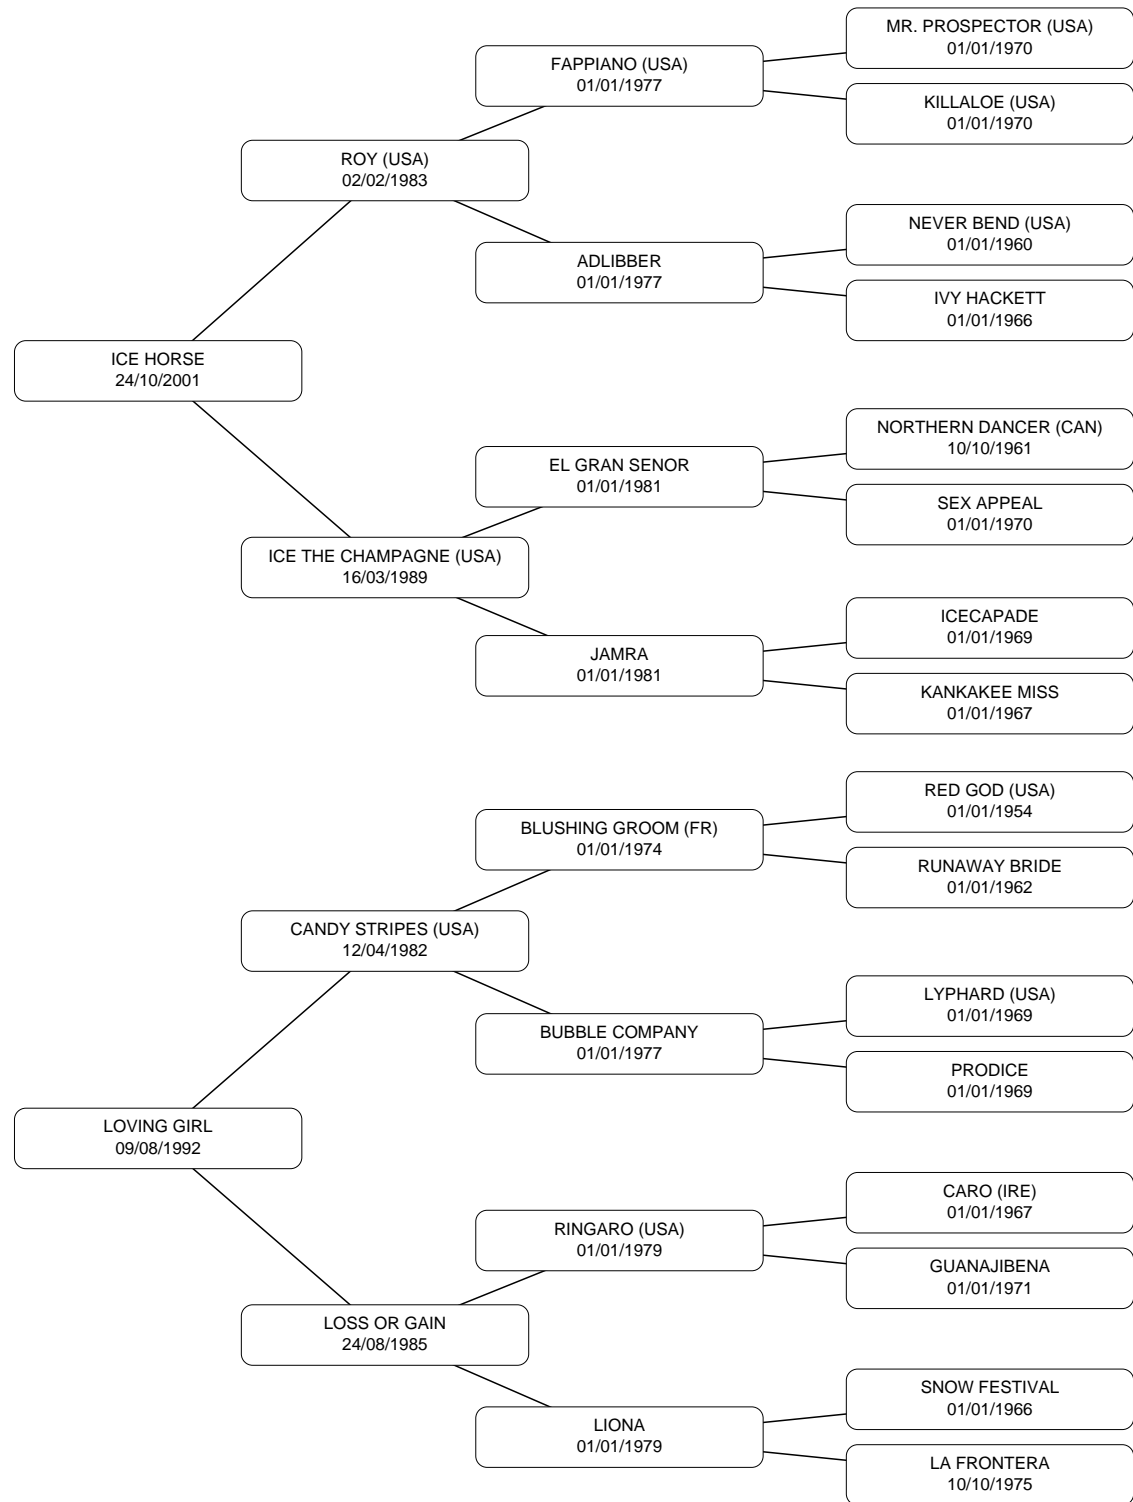 MR. PROSPECTOR (USA)
01/01/1970
FAPPIANO (USA)
01/01/1977
KILLALOE (USA)
01/01/1970
ROY (USA)
02/02/1983
NEVER BEND (USA)
01/01/1960
ADLIBBER
01/01/1977
IVY HACKETT
01/01/1966
ICE HORSE
24/10/2001
NORTHERN DANCER (CAN)
10/10/1961
EL GRAN SENOR
01/01/1981
SEX APPEAL
01/01/1970
ICE THE CHAMPAGNE (USA)
16/03/1989
ICECAPADE
01/01/1969
JAMRA
01/01/1981
KANKAKEE MISS
01/01/1967
RED GOD (USA)
01/01/1954
BLUSHING GROOM (FR)
01/01/1974
RUNAWAY BRIDE
01/01/1962
CANDY STRIPES (USA)
12/04/1982
LYPHARD (USA)
01/01/1969
BUBBLE COMPANY
01/01/1977
PRODICE
01/01/1969
LOVING GIRL
09/08/1992
CARO (IRE)
01/01/1967
RINGARO (USA)
01/01/1979
GUANAJIBENA
01/01/1971
LOSS OR GAIN
24/08/1985
SNOW FESTIVAL
01/01/1966
LIONA
01/01/1979
LA FRONTERA
10/10/1975